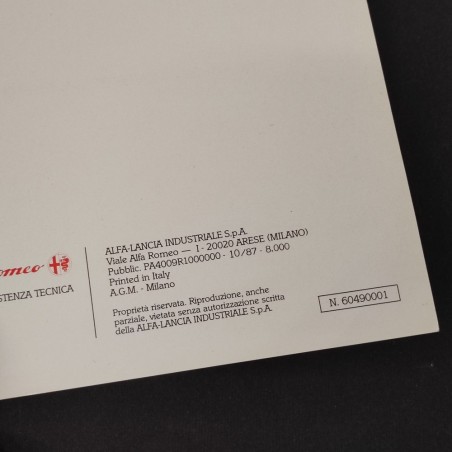 omeo
STENZA TECNICA
ALFA-LANCIA INDUSTRIALE S.p.A.
Viale Alfa Romeo — I - 20020 ARESE (MILANO)
Pubblic. PA4009R1000000 - 10/87 - 8.000
Printed in Italy
A.G.M. - Milano
Proprietà riservata. Riproduzione, anche
parziale, vietata senza autorizzazione scritta
della ALFA-LANCIA INDUSTRIALE S.p.A.
N. 60490001